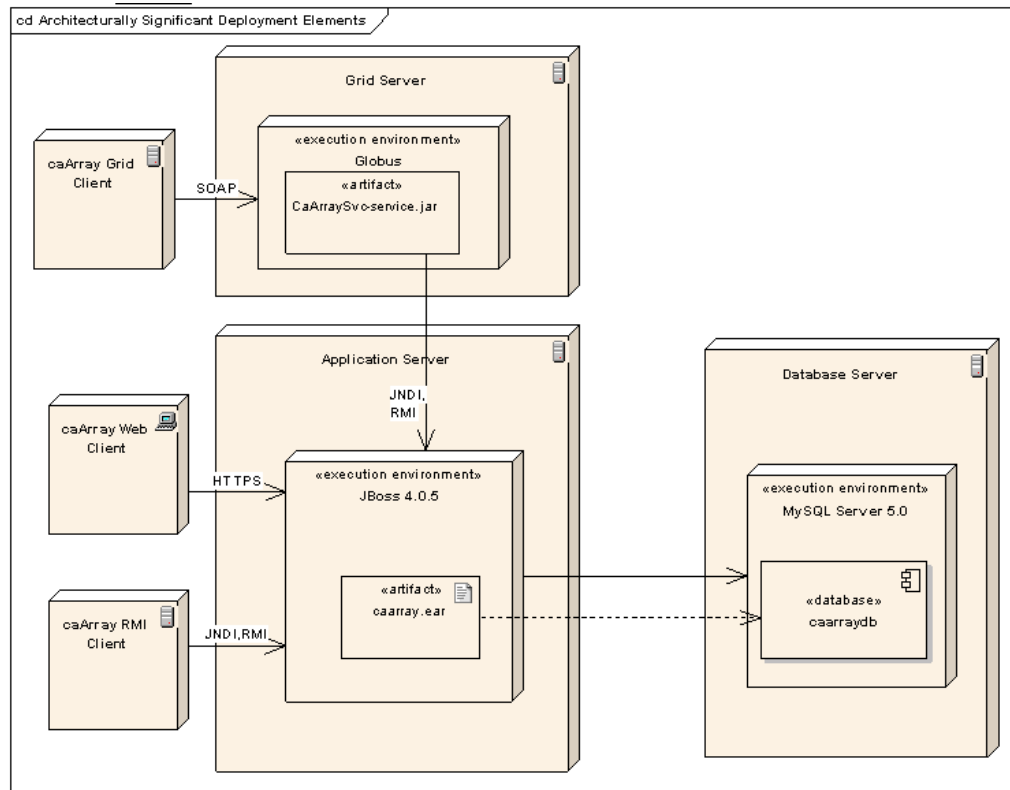 cd Architecturally Significant Deployment Elements
Grid Server
«execution environment»
Globus
«artifact»
CaArraySvc-service.jar
caArray Grid
Client
SOAP
Application Server
JNDI,
RMI
caArray Web
Client
HTTPS
«execution environment»
JBoss 4.0.5
«artifact»
caarray.ear
caArray RMI
Client
JNDI,RMI
Database Server
«execution environment»
MySQL Server 5.0
«database»
caarraydb